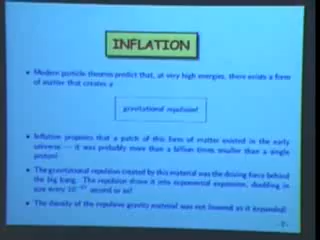 INFLATION
• Modern particle theories predict that, at very high energies, there exists a form
of matter that creates a
gravitational repulsion!
• Inflation proposes that a patch of this form of matter existed in the early
universe — it was probably more than a billion times smaller than a single
proton!
• The gravitational repulsion created by this material was the driving force behind
the big bang. The repulsion drove it into exponential expansion, doubling in
size every 10 second or so!
• The density of the repulsive gravity material was not lowered as it expanded!